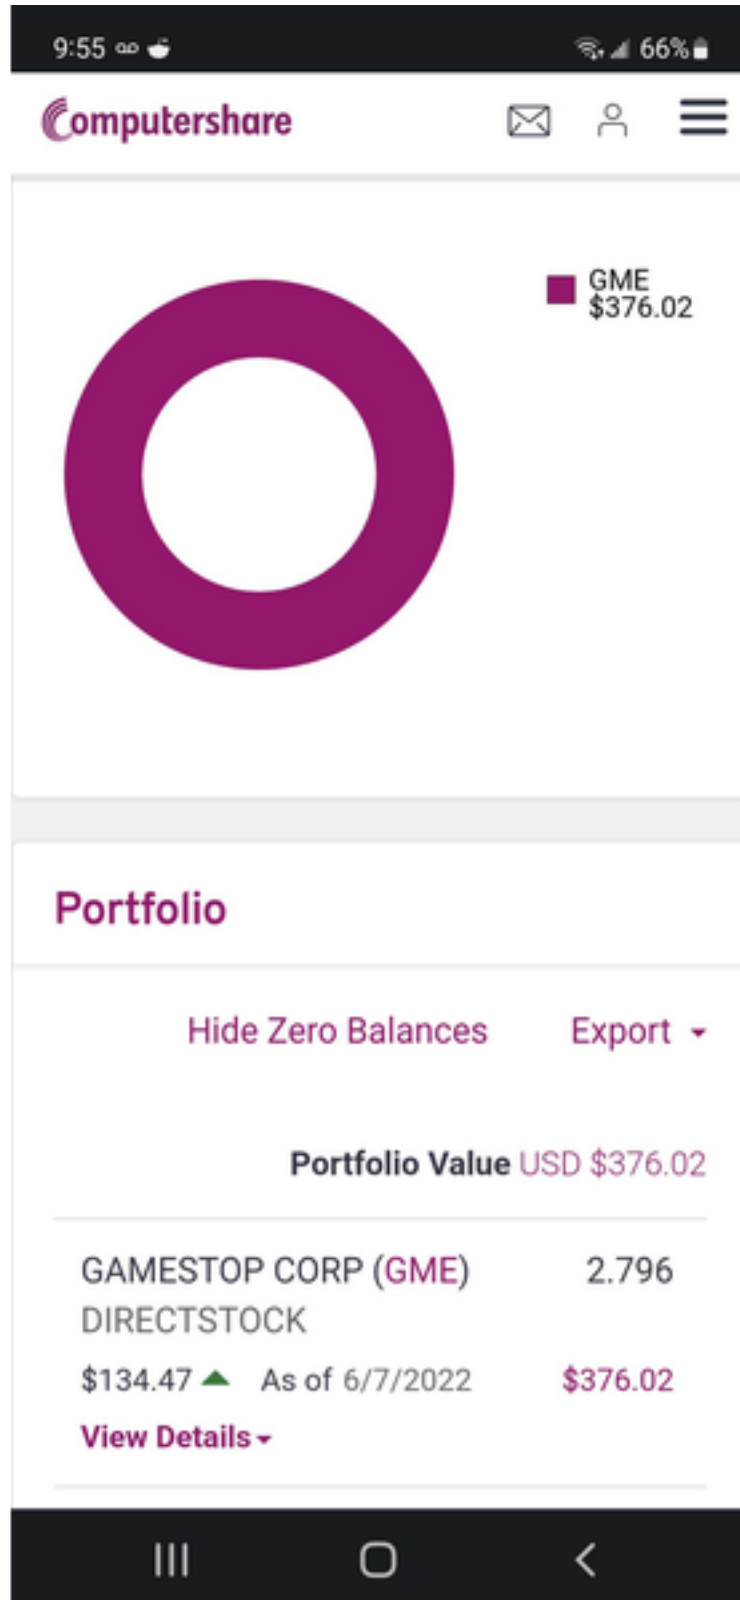 9:55 66%
Computershare
GME
$376.02
Portfolio
Hide Zero Balances Export
Portfolio Value USD $376.02
GAMESTOP CORP (GME) 2.796
DIRECTSTOCK
$134.47 As of 6/7/2022 $376.02
View Details